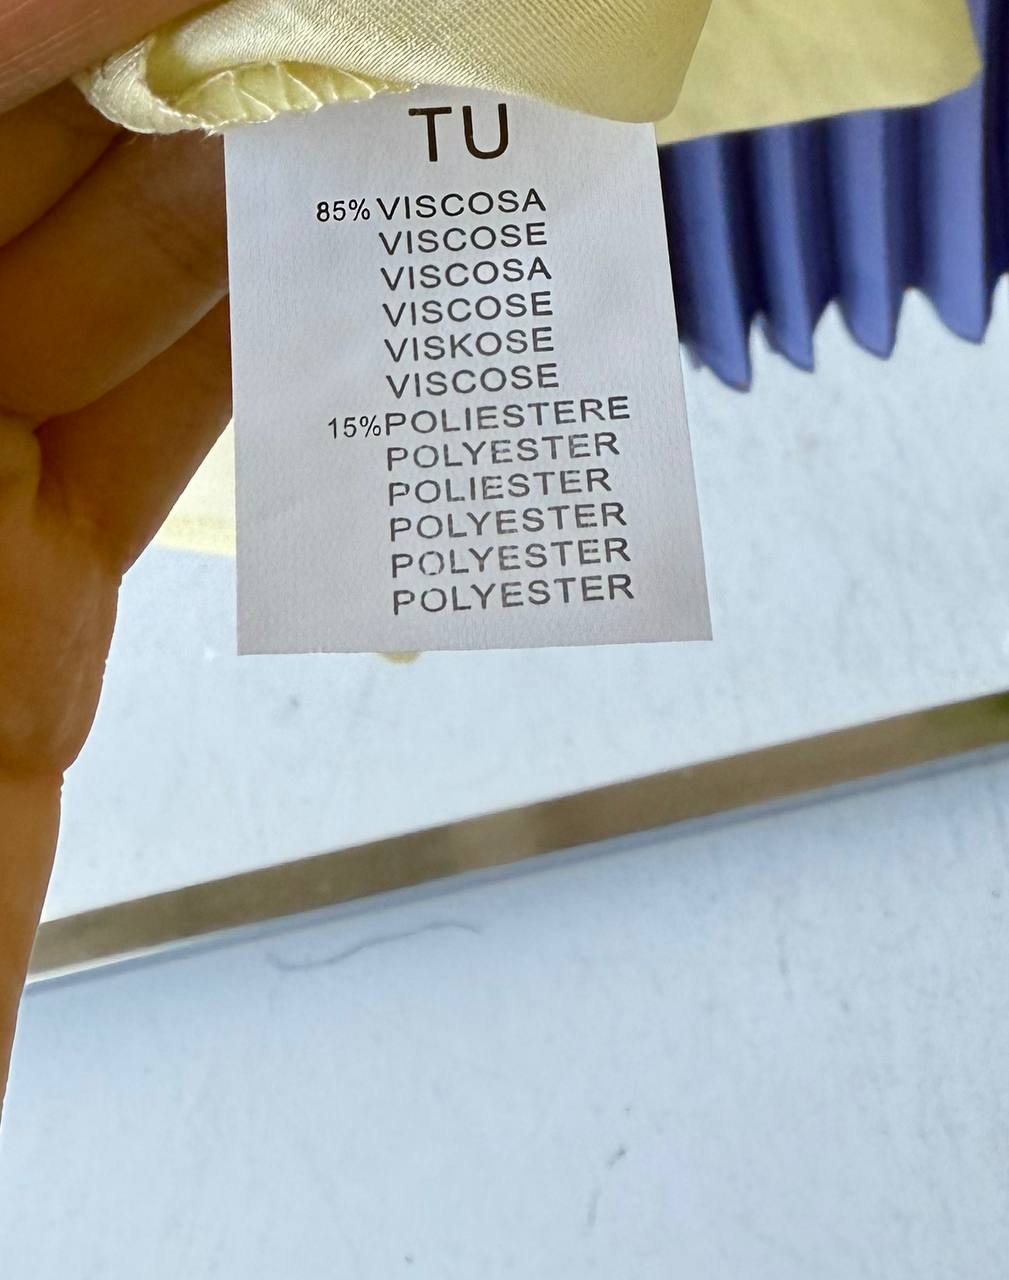 TU
85% VISCOSA
VISCOSE
VISCOSA
VISCOSE
VISKOSE
VISCOSE
15% POLIESTERE
POLYESTER
POLIESTER
POLYESTER
POLYESTER
POLYESTER